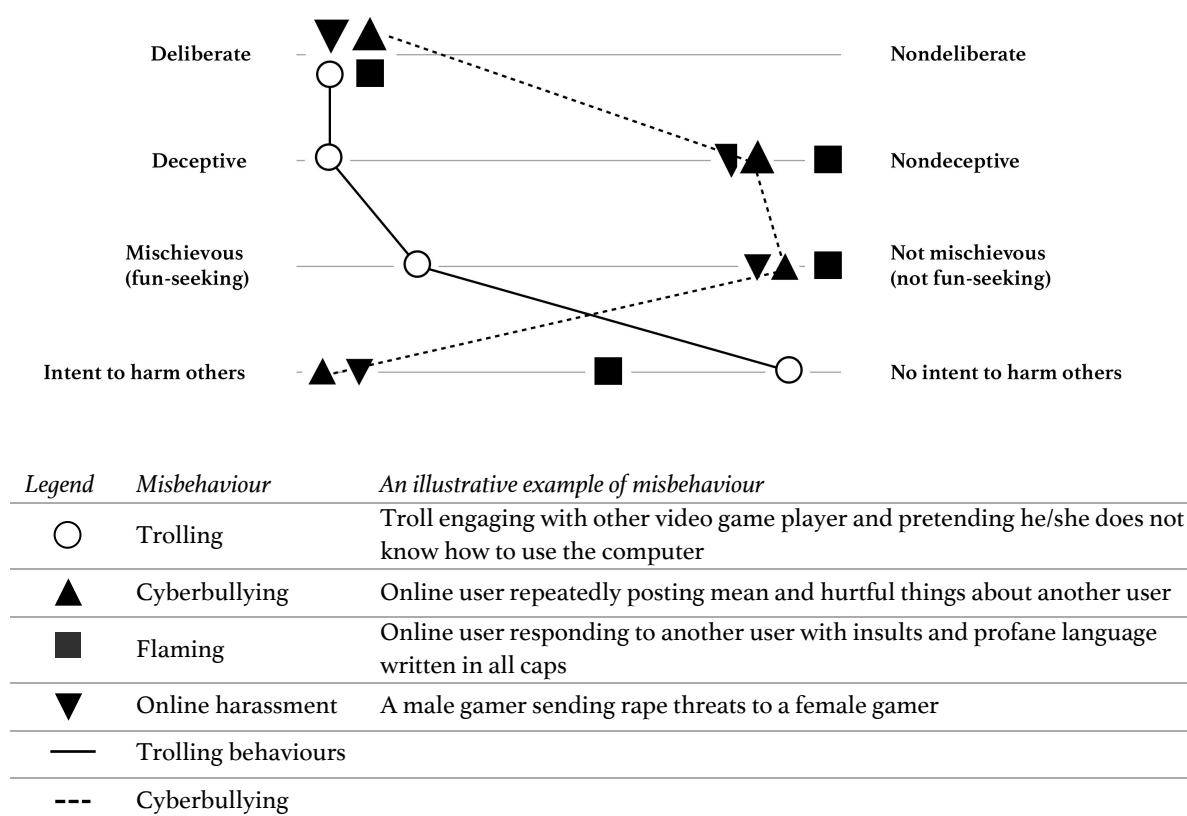 Deliberate
Nondeliberate
Deceptive
Nondeceptive
Mischievous
(fun-seeking)
Not mischievous
(not fun-seeking)
Intent to harm others
No intent to harm others
Legend Misbehaviour An illustrative example of misbehaviour
Trolling
Troll engaging with other video game player and pretending he/she does not
know how to use the computer
Cyberbullying Online user repeatedly posting mean and hurtful things about another user
Flaming
Online user responding to another user with insults and profane language
written in all caps
Online harassment A male gamer sending rape threats to a female gamer
Trolling behaviours
Cyberbullying